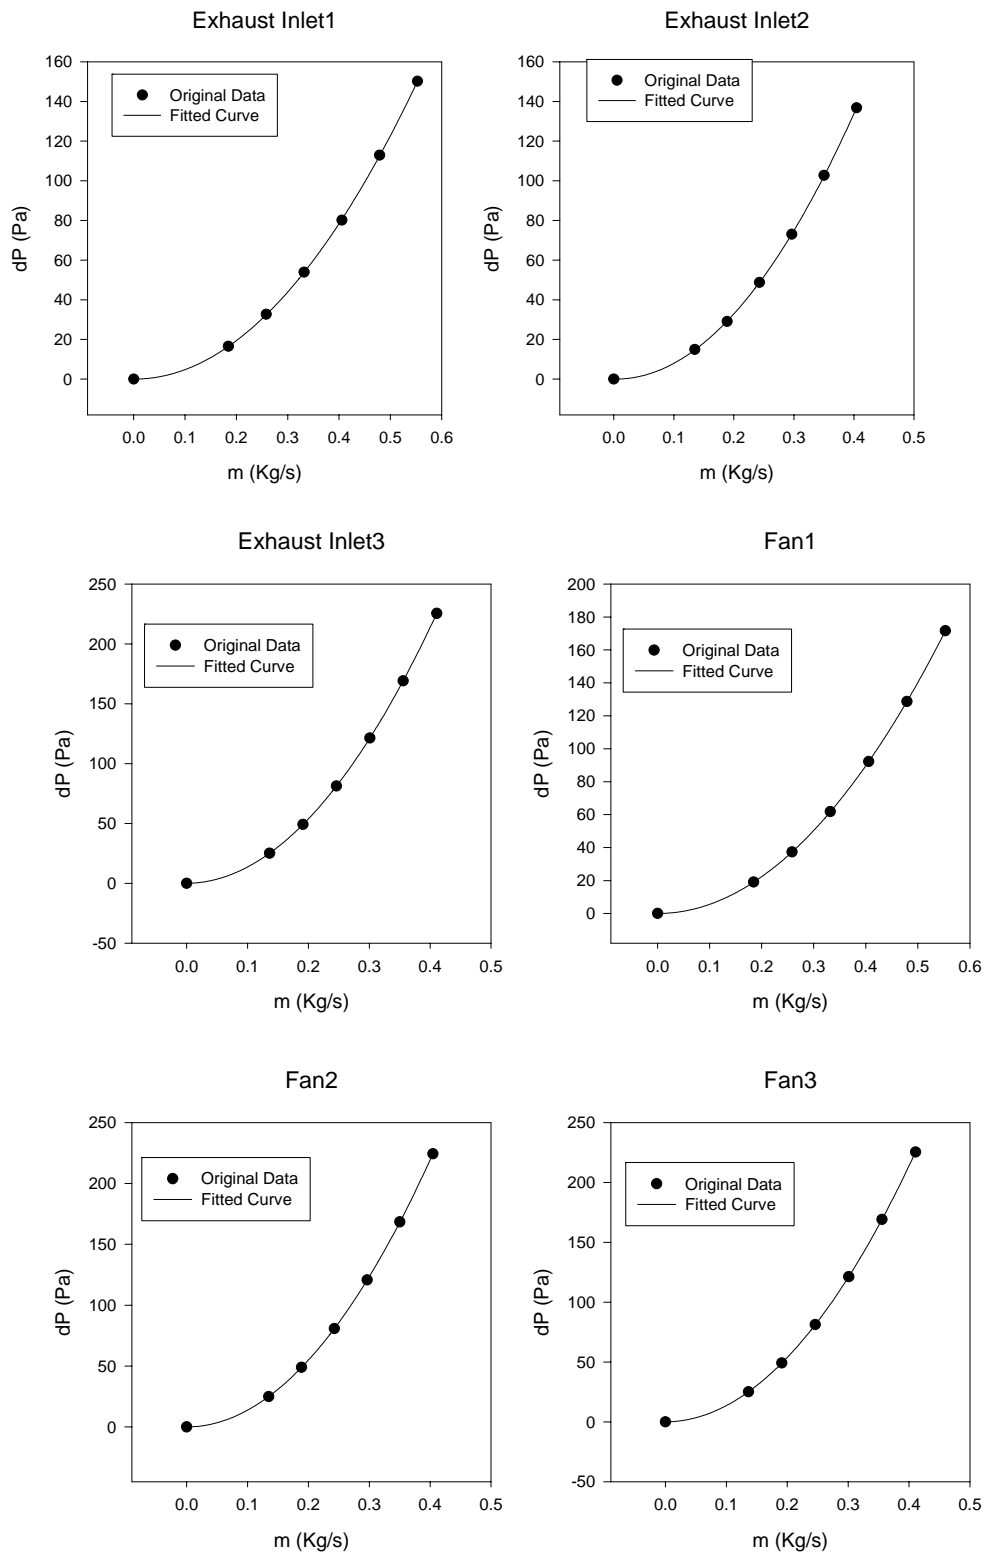 Exhaust Inlet1
160
140
120
100
80
60
40
20
0
dP (Pa)
Original Data
Fitted Curve
0.0 0.1 0.2 0.3 0.4 0.5 0.6
m (Kg/s)
Exhaust Inlet2
160
140
120
100
80
60
40
20
0
dP (Pa)
Original Data
Fitted Curve
0.0 0.1 0.2 0.3 0.4 0.5
m (Kg/s)
Exhaust Inlet3
250
200
150
100
50
0
-50
dP (Pa)
Original Data
Fitted Curve
0.0 0.1 0.2 0.3 0.4 0.5
m (Kg/s)
Fan1
200
180
160
140
120
100
80
60
40
20
0
dP (Pa)
Original Data
Fitted Curve
0.0 0.1 0.2 0.3 0.4 0.5 0.6
m (Kg/s)
Fan2
250
200
150
100
50
0
dP (Pa)
Original Data
Fitted Curve
0.0 0.1 0.2 0.3 0.4 0.5
m (Kg/s)
Fan3
250
200
150
100
50
0
-50
dP (Pa)
Original Data
Fitted Curve
0.0 0.1 0.2 0.3 0.4 0.5
m (Kg/s)